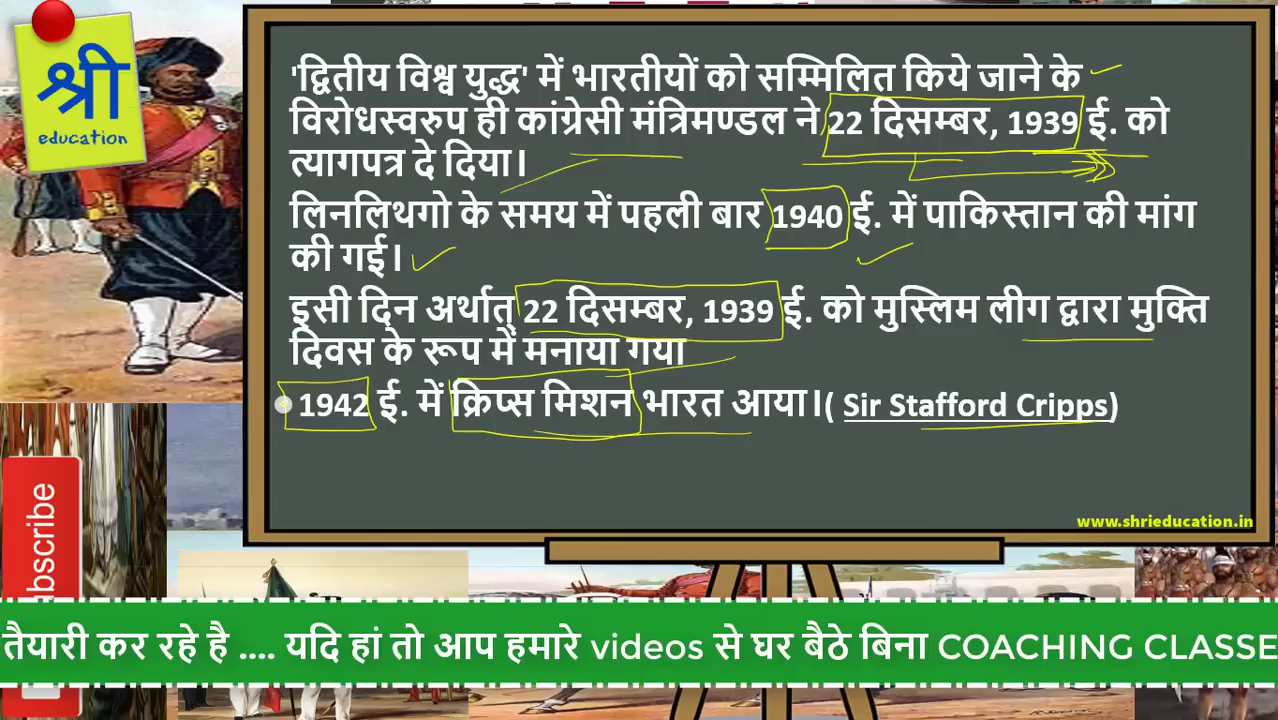 श्री
education
'द्वितीय विश्व युद्ध' में भारतीयों को सम्मिलित किये जाने के
विरोधस्वरुप ही कांग्रेसी मंत्रिमण्डल ने 22 दिसम्बर, 1939 ई. को
त्यागपत्र दे दिया।
लिनलिथगो के समय में पहली बार 1940 ई. में पाकिस्तान की मांग
की गई।
इसी दिन अर्थात् 22 दिसम्बर, 1939 ई. को मुस्लिम लीग द्वारा मुक्ति
दिवस के रूप में मनाया गया
1942 ई. में क्रिप्स मिशन भारत आया।( Sir Stafford Cripps)
www.shrieducation.in
bscribe
तैयारी कर रहे है .... यदि हां तो आप हमारे videos से घर बैठे बिना COACHING CLASSE